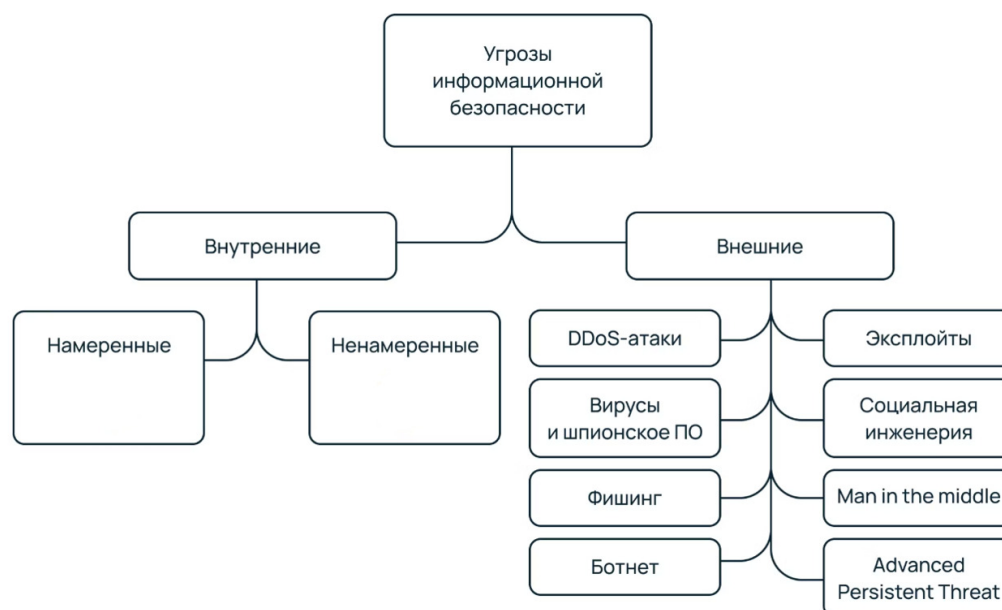 Угрозы
информационной
безопасности
Внутренние
Внешние
Намеренные
Ненамеренные
DDoS-атаки
Эксплойты
Вирусы
и шпионское ПО
Социальная
инженерия
Фишинг
Man in the middle
Ботнет
Advanced
Persistent Threat